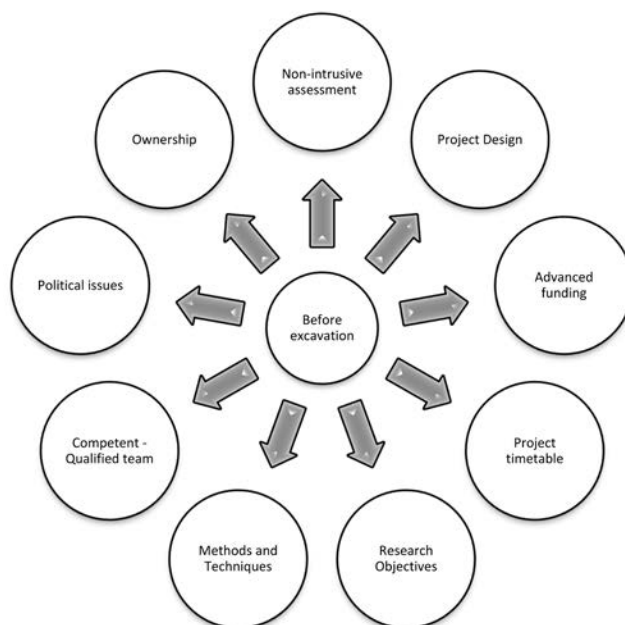 Non-intrusive
assessment
Project Design
Advanced
funding
Project
timetable
Research
Objectives
Methods and
Techniques
Competent -
Qualified team
Political issues
Ownership
Before
excavation